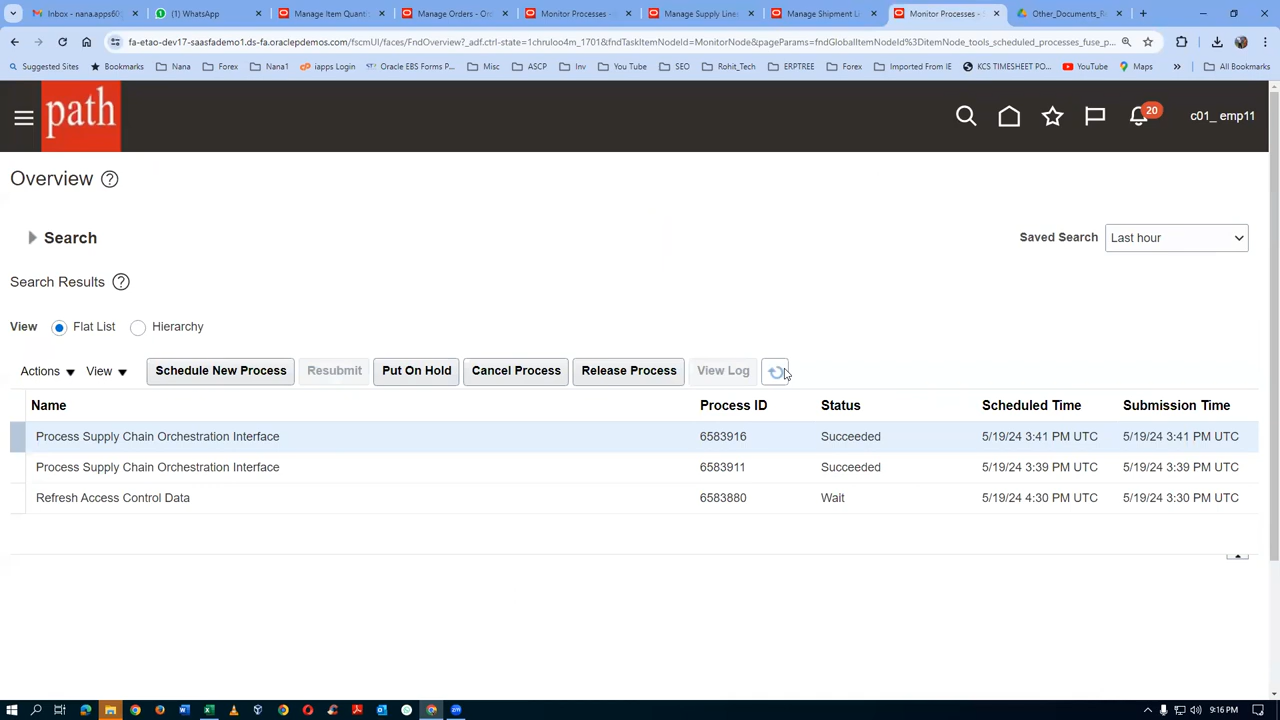 Inbox - nana.apps60
(1) WhatsApp
Manage Item Quanti
Manage Orders - Or
Monitor Processes -
Manage Supply Lines
Manage Shipment Li
Monitor Processes -
Other_Documents_R
fa-etao-dev17-saasfademo1.ds-fa.oraclepdemos.com/fscmUI/faces/FndOverview?_adf.ctrl-state=1chruloo4m_1701&fndTaskItemNodeId=MonitorNode&pageParams=fndGlobalItemNodeId%3DitemNode_tools_scheduled_processes_fuse_p...
Suggested Sites Bookmarks Nana Forex Nana1 iapps Login Oracle EBS Forms P... Misc ASCP Inv You Tube SEO Rohit_Tech ERPTREE Forex Imported From IE KCS TIMESHEET PO... YouTube Maps » All Bookmarks
path 20 c01_ emp11
Overview ?
Search Saved Search Last hour
Search Results ?
View Flat List Hierarchy
Actions View Schedule New Process Resubmit Put On Hold Cancel Process Release Process View Log
Name Process ID Status Scheduled Time Submission Time
Process Supply Chain Orchestration Interface 6583916 Succeeded 5/19/24 3:41 PM UTC 5/19/24 3:41 PM UTC
Process Supply Chain Orchestration Interface 6583911 Succeeded 5/19/24 3:39 PM UTC 5/19/24 3:39 PM UTC
Refresh Access Control Data 6583880 Wait 5/19/24 4:30 PM UTC 5/19/24 3:30 PM UTC
9:16 PM